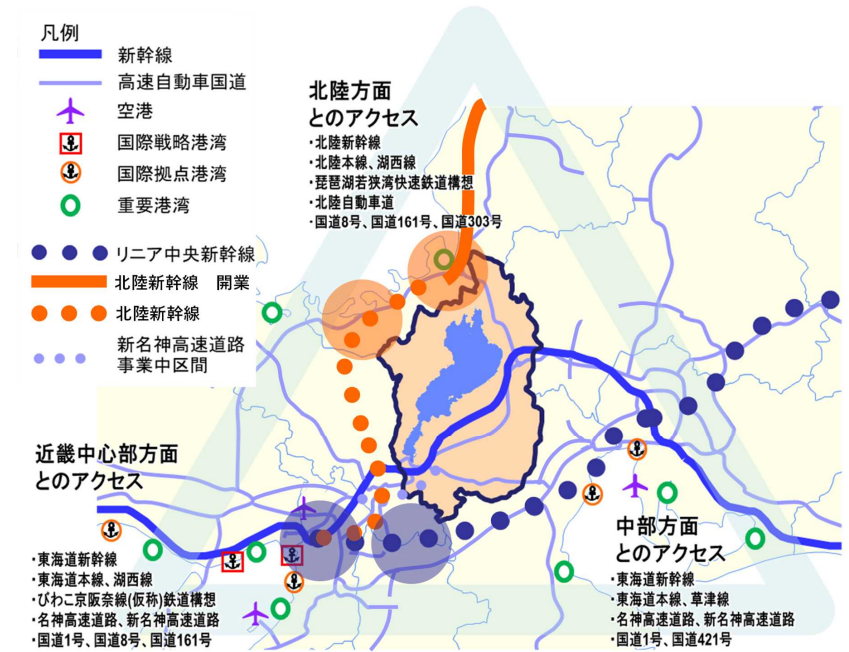 凡例
新幹線
高速自動車国道
空港
国際戦略港湾
国際拠点港湾
重要港湾
リニア中央新幹線
北陸新幹線　開業
北陸新幹線
新名神高速道路
事業中区間
北陸方面
とのアクセス
・北陸新幹線
・北陸本線、湖西線
・琵琶湖若狭湾快速鉄道構想
・北陸自動車道
・国道8号、国道161号、国道303号
近畿中心部方面
とのアクセス
・東海道新幹線
・東海道本線、湖西線
・びわこ京阪奈線(仮称)鉄道構想
・名神高速道路、新名神高速道路
・国道1号、国道8号、国道161号
中部方面
とのアクセス
・東海道新幹線
・東海道本線、草津線
・名神高速道路、新名神高速道路
・国道1号、国道421号